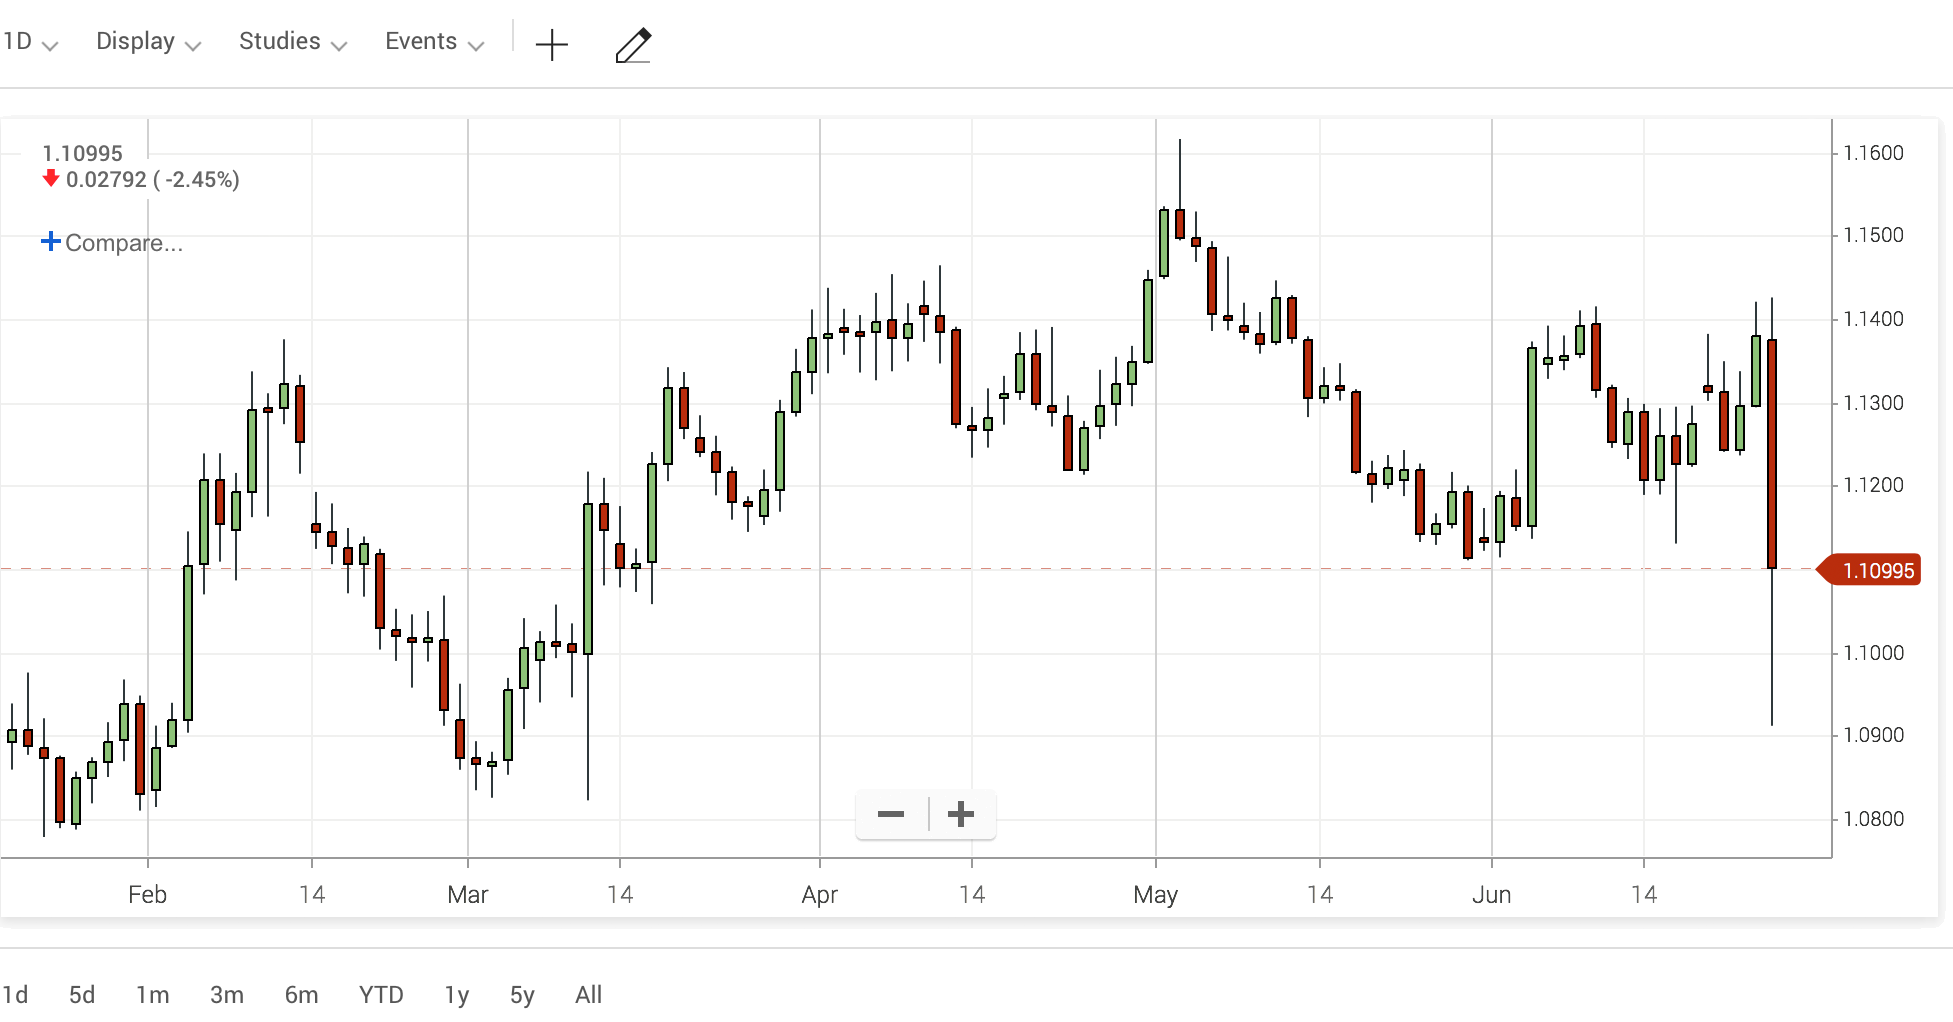 1D Display Studies Events
1.10995
0.02792 ( -2.45%)
Compare...
1.1600
1.1500
1.1400
1.1300
1.1200
1.10995
1.1000
1.0900
1.0800
Feb 14 Mar 14 Apr 14 May 14 Jun 14
1d 5d 1m 3m 6m YTD 1y 5y All